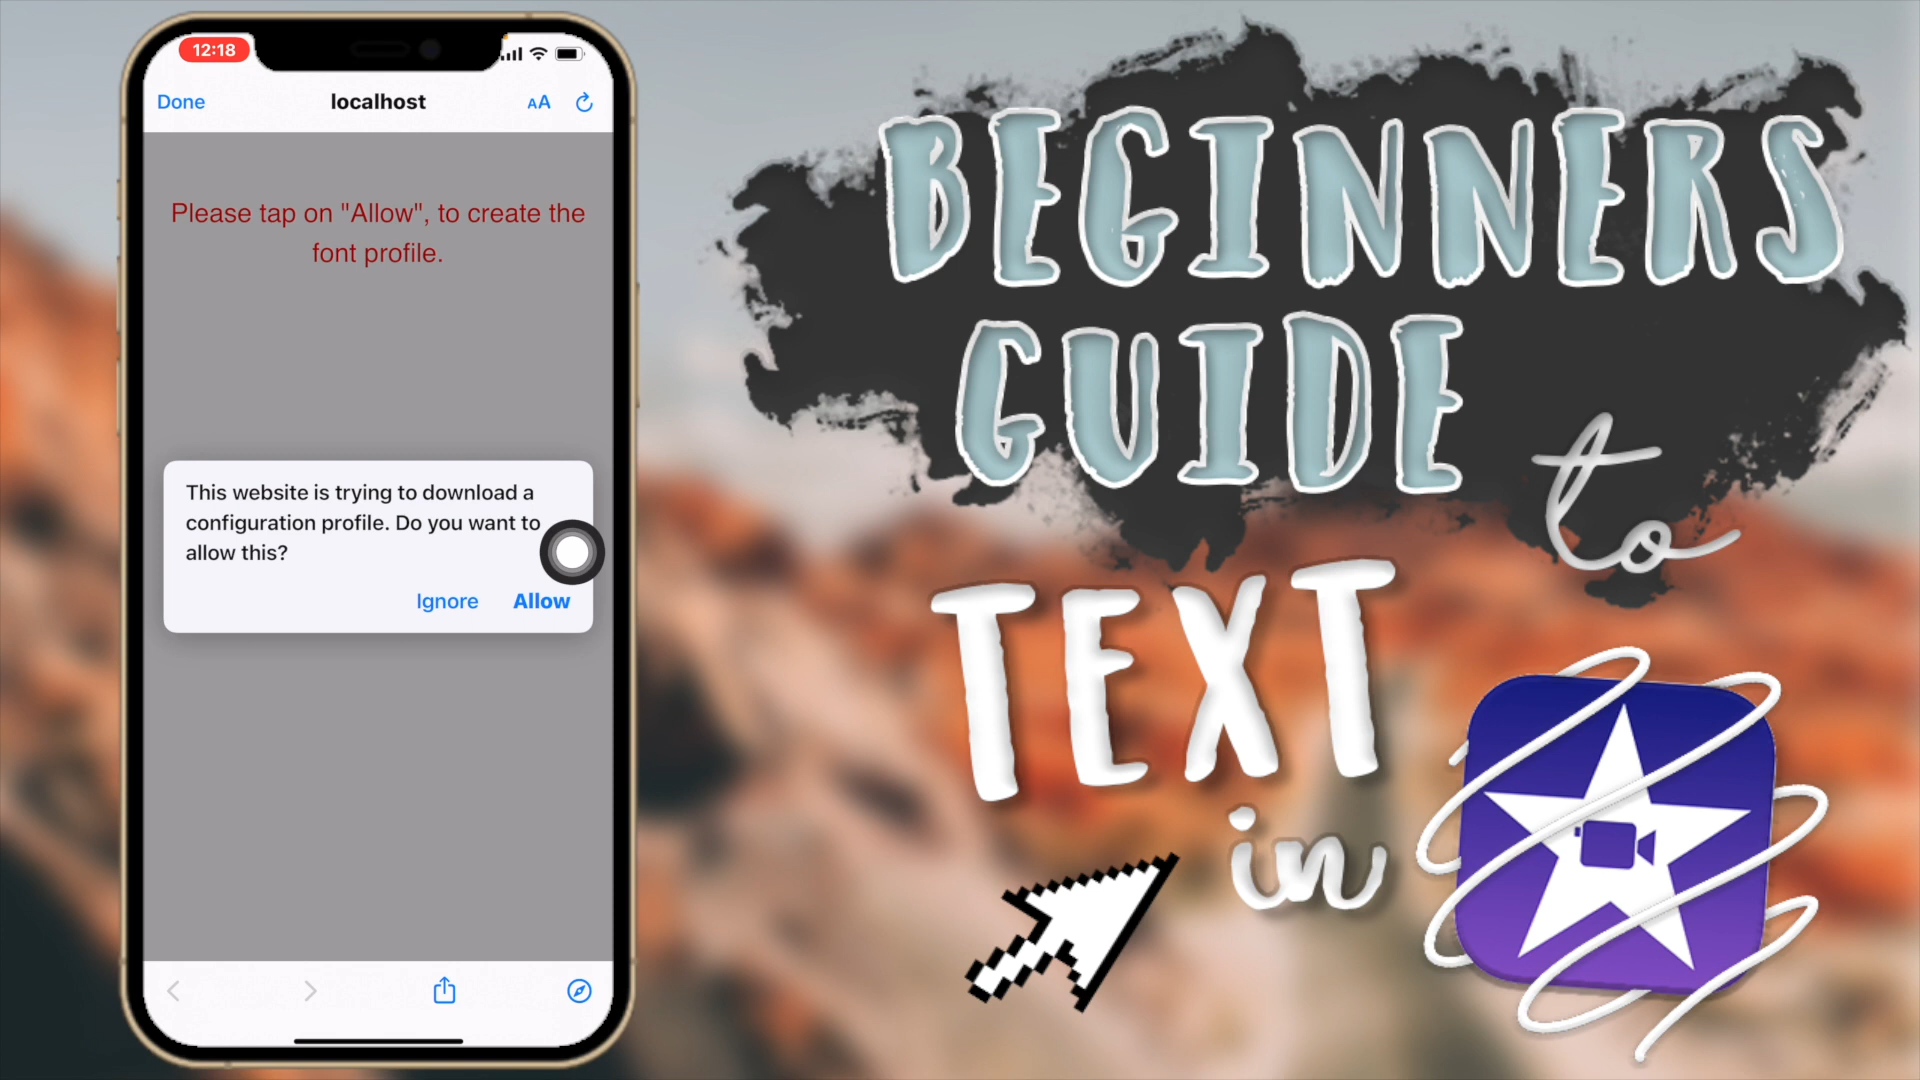 12:18
Done
localhost
AA
Please tap on "Allow", to create the
font profile.
This website is trying to download a
configuration profile. Do you want to
allow this?
Ignore
Allow
BEGINNERS
GUIDE
to
TEXT
in